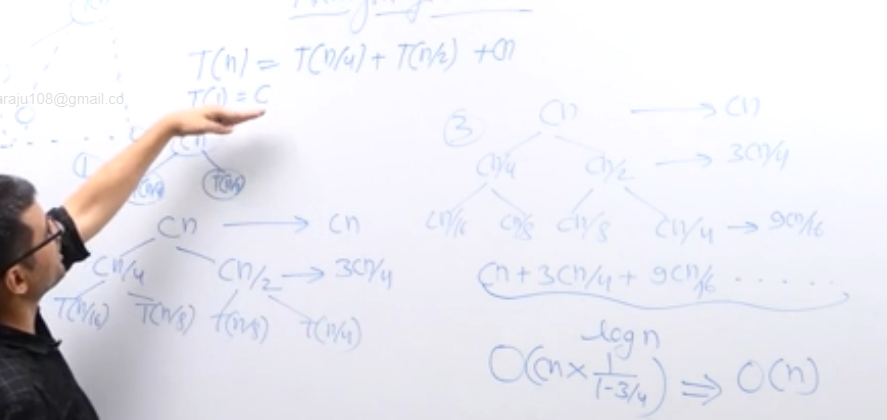 T(n) = T(n/4) + T(n/2) + Cn
T(1) = C
araju108@gmail.co
①
Cn
T(n/4)
T(n/2)
Cn → Cn
Cn/4 Cn/2 → 3Cn/4
T(n/16) T(n/8) T(n/8) T(n/4)
③
Cn → Cn
Cn/4 Cn/2 → 3Cn/4
Cn/16 Cn/8 Cn/8 Cn/4 → 9Cn/16
Cn + 3Cn/4 + 9Cn/16 . . . . . .
log n
O(Cn × 1/(1-3/4)) ⇒ O(n)